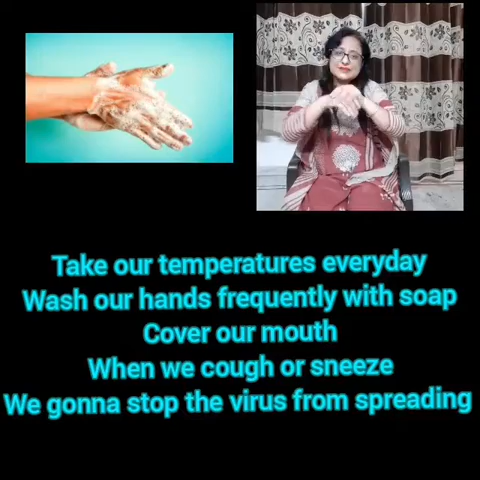 Take our temperatures everyday
Wash our hands frequently with soap
Cover our mouth
When we cough or sneeze
We gonna stop the virus from spreading